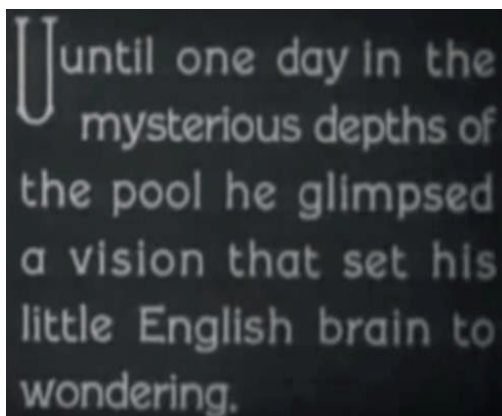 Uuntil one day in the
mysterious depths of
the pool he glimpsed
a vision that set his
little English brain to
wondering.